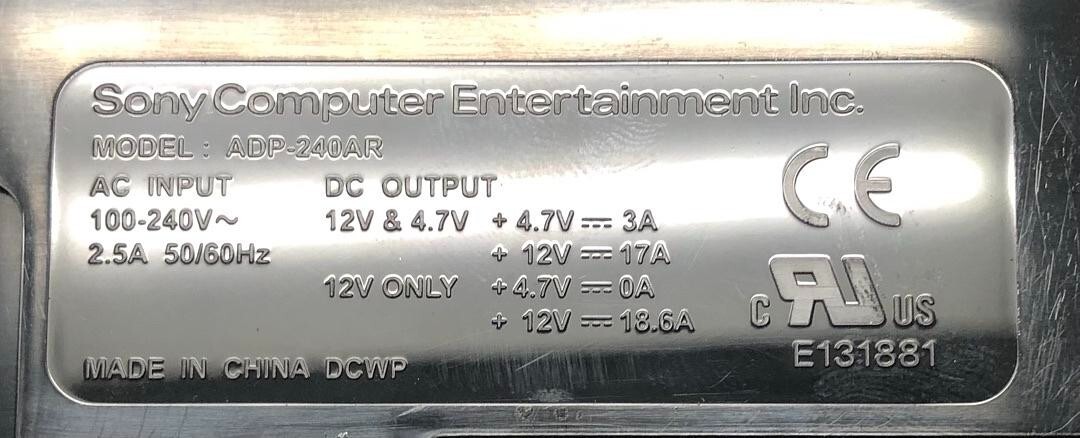 Sony Computer Entertainment Inc.
MODEL : ADP-240AR
AC INPUT DC OUTPUT
100-240V~ 12V & 4.7V + 4.7V ⎓ 3A
2.5A 50/60Hz + 12V ⎓ 17A
12V ONLY + 4.7V ⎓ 0A
+ 12V ⎓ 18.6A
CE
C RU US
E131881
MADE IN CHINA DCWP